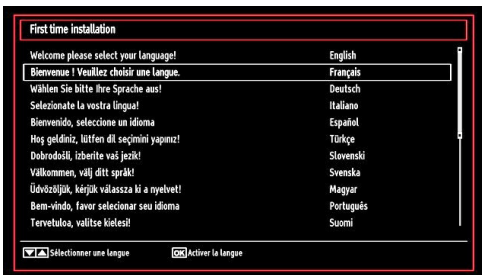 First time installation
Welcome please select your language! English
Bienvenue ! Veuillez choisir une langue. Français
Wählen Sie bitte Ihre Sprache aus! Deutsch
Selezionate la vostra lingua! Italiano
Bienvenido, seleccione un idioma Español
Hoş geldiniz, lütfen dil seçimini yapınız! Türkçe
Dobrodošli, izberite vaš jezik! Slovenski
Välkommen, välj ditt språk! Svenska
Üdvözöljük, kérjük válassza ki a nyelvet! Magyar
Bem-vindo, favor selecionar seu idioma Português
Tervetuloa, valitse kielesi! Suomi
Sélectionner une langue OK Activer la langue